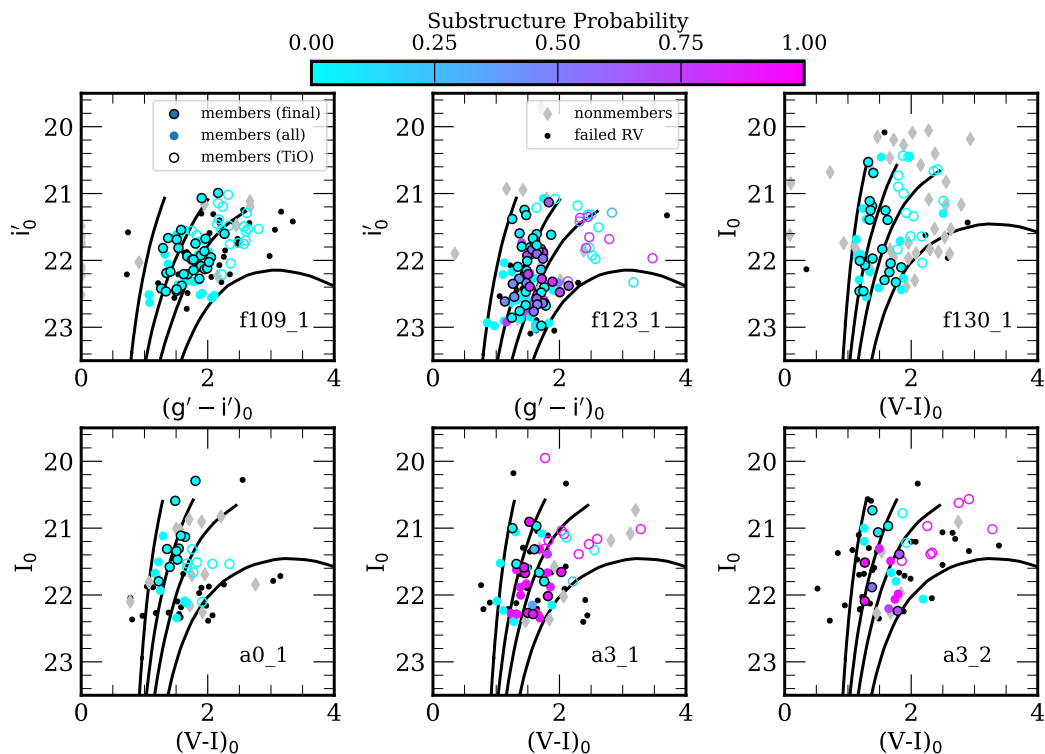 Substructure Probability
0.00 0.25 0.50 0.75 1.00
members (final)
members (all)
members (TiO)
nonmembers
failed RV
20
21
22
23
i′0
f109_1
0 2 4
(g′ − i′)0
20
21
22
23
i′0
f123_1
0 2 4
(g′ − i′)0
20
21
22
23
I0
f130_1
0 2 4
(V-I)0
20
21
22
23
I0
a0_1
0 2 4
(V-I)0
20
21
22
23
I0
a3_1
0 2 4
(V-I)0
20
21
22
23
I0
a3_2
0 2 4
(V-I)0